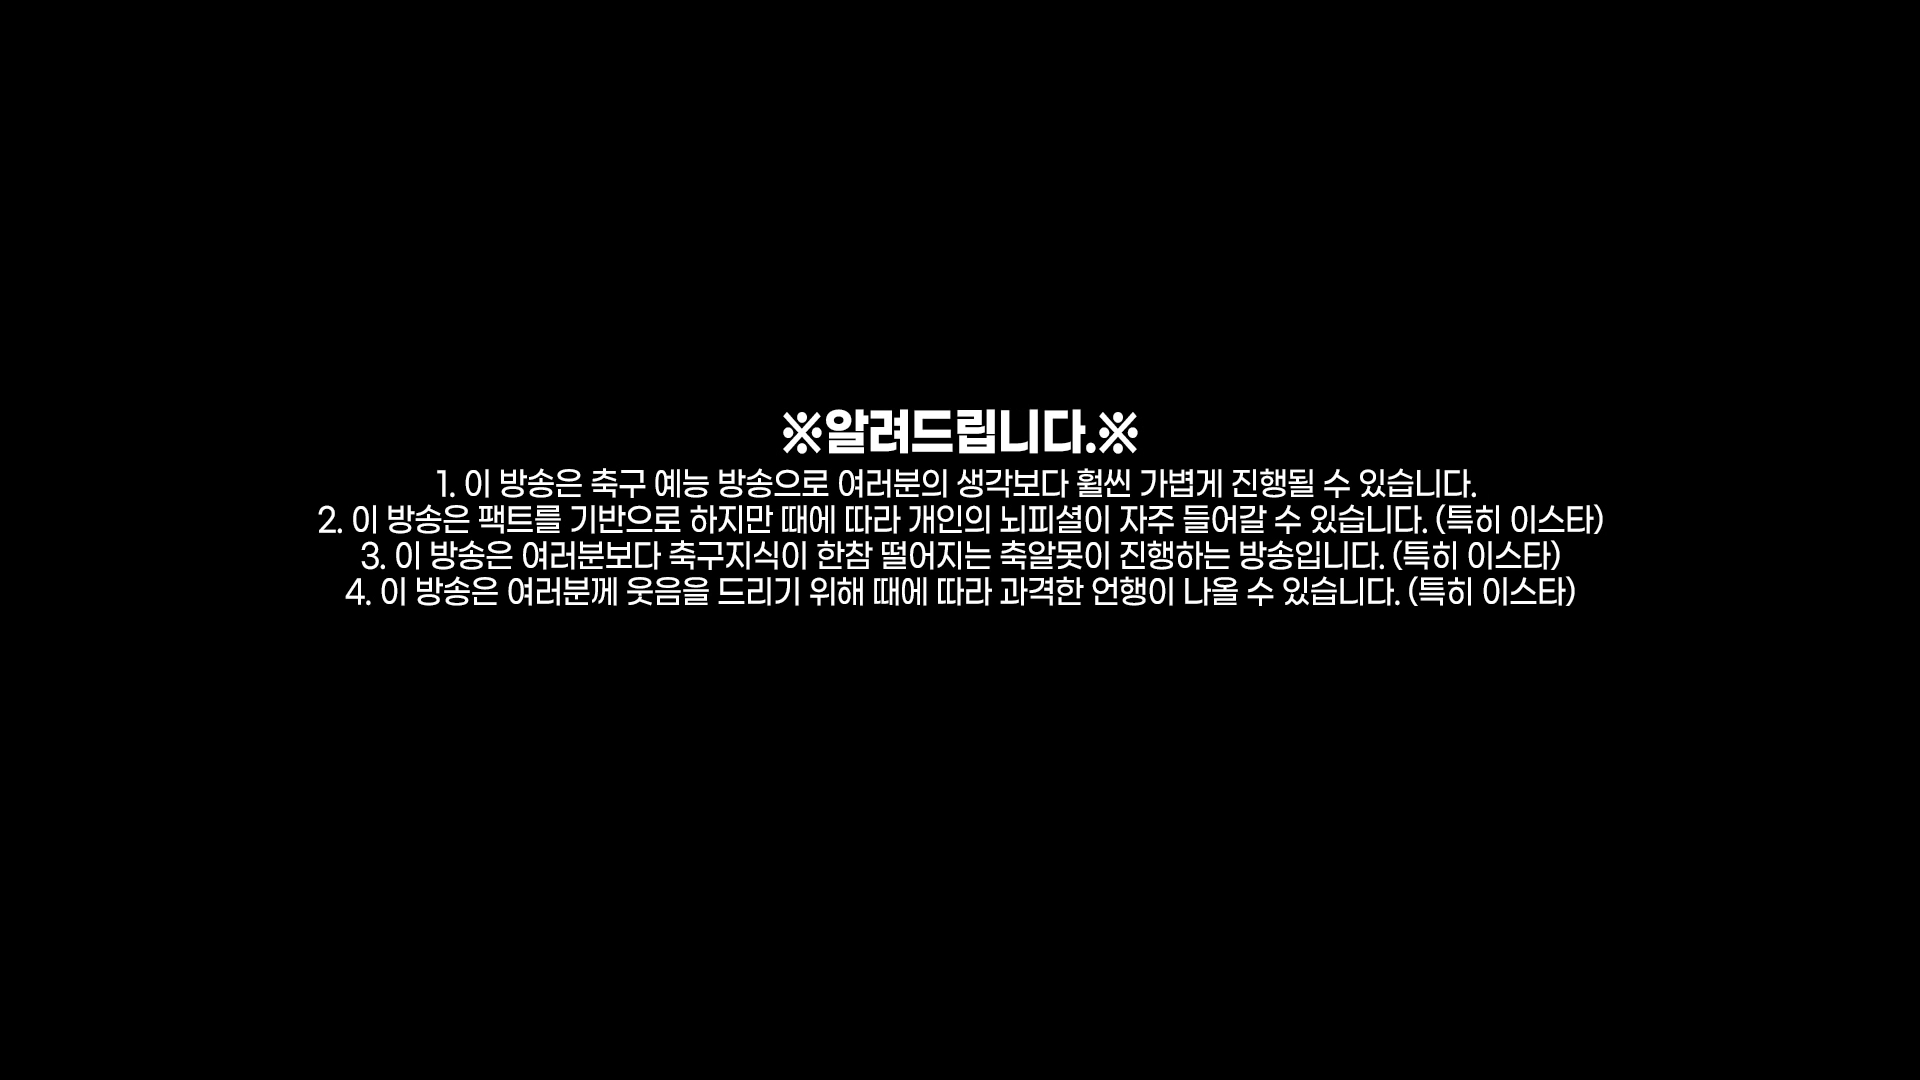 ※알려드립니다.※
1. 이 방송은 축구 예능 방송으로 여러분의 생각보다 훨씬 가볍게 진행될 수 있습니다.
2. 이 방송은 팩트를 기반으로 하지만 때에 따라 개인의 뇌피셜이 자주 들어갈 수 있습니다. (특히 이스타)
3. 이 방송은 여러분보다 축구지식이 한참 떨어지는 축알못이 진행하는 방송입니다. (특히 이스타)
4. 이 방송은 여러분께 웃음을 드리기 위해 때에 따라 과격한 언행이 나올 수 있습니다. (특히 이스타)